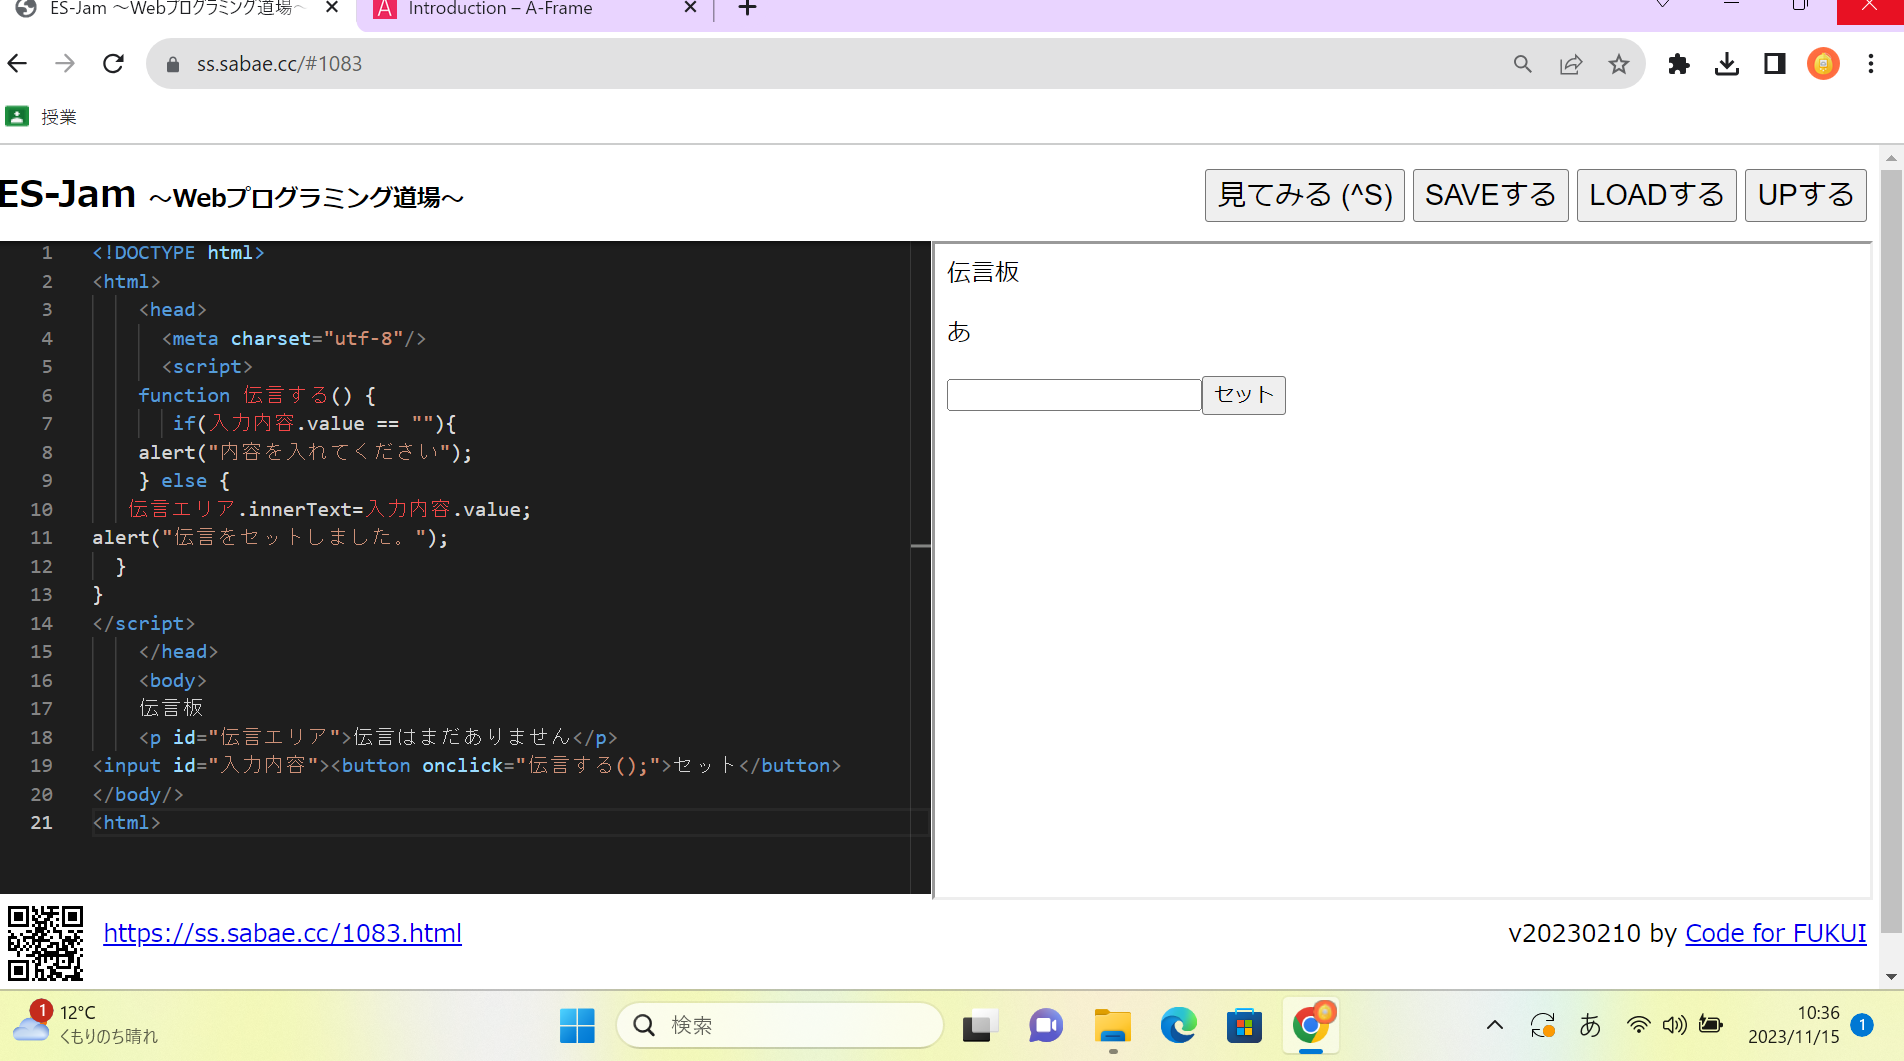 ES-Jam ～Webプログラミング道場～
Introduction – A-Frame
ss.sabae.cc/#1083
授業
ES-Jam ～Webプログラミング道場～
見てみる (^S) SAVEする LOADする UPする
1 <!DOCTYPE html>
2 <html>
3 <head>
4 <meta charset="utf-8"/>
5 <script>
6 function 伝言する() {
7 if(入力内容.value == ""){
8 alert("内容を入れてください");
9 } else {
10 伝言エリア.innerText=入力内容.value;
11 alert("伝言をセットしました。");
12 }
13 }
14 </script>
15 </head>
16 <body>
17 伝言板
18 <p id="伝言エリア">伝言はまだありません</p>
19 <input id="入力内容"><button onclick="伝言する();">セット</button>
20 </body/>
21 <html>
伝言板
あ
セット
https://ss.sabae.cc/1083.html
v20230210 by Code for FUKUI
1
12°C
くもりのち晴れ
検索
あ
10:36
2023/11/15
1